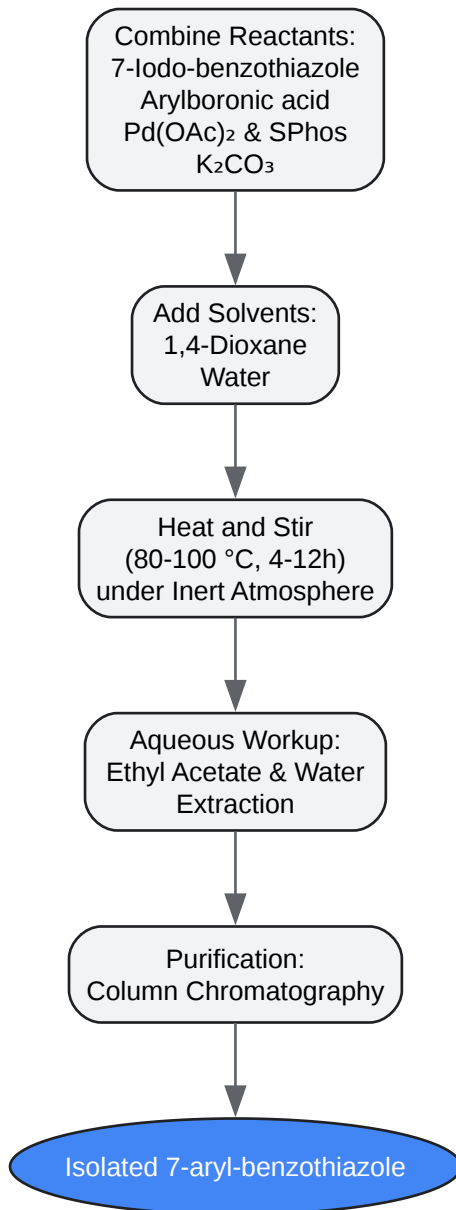 Combine Reactants:
7-Iodo-benzothiazole
Arylboronic acid
Pd(OAc)₂ & SPhos
K₂CO₃
Add Solvents:
1,4-Dioxane
Water
Heat and Stir
(80-100 °C, 4-12h)
under Inert Atmosphere
Aqueous Workup:
Ethyl Acetate & Water
Extraction
Purification:
Column Chromatography
Isolated 7-aryl-benzothiazole